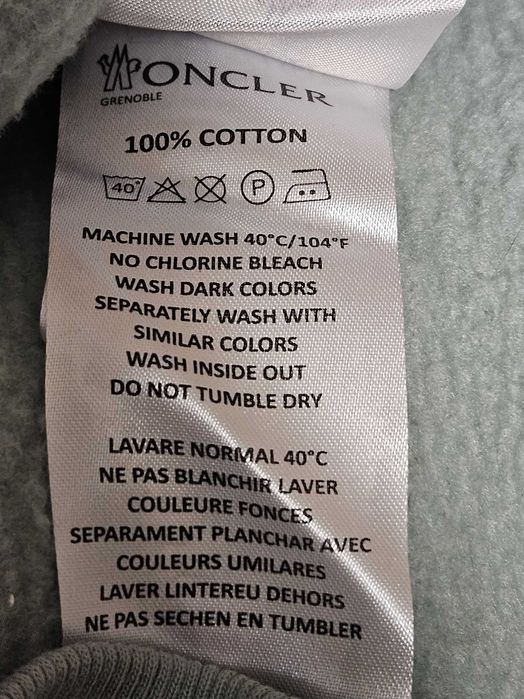 MONCLER
GRENOBLE
100% COTTON
40° P
MACHINE WASH 40°C/104°F
NO CHLORINE BLEACH
WASH DARK COLORS
SEPARATELY WASH WITH
SIMILAR COLORS
WASH INSIDE OUT
DO NOT TUMBLE DRY
LAVARE NORMAL 40°C
NE PAS BLANCHIR LAVER
COULEURE FONCES
SEPARAMENT PLANCHAR AVEC
COULEURS UMILARES
LAVER LINTEREU DEHORS
NE PAS SECHEN EN TUMBLER